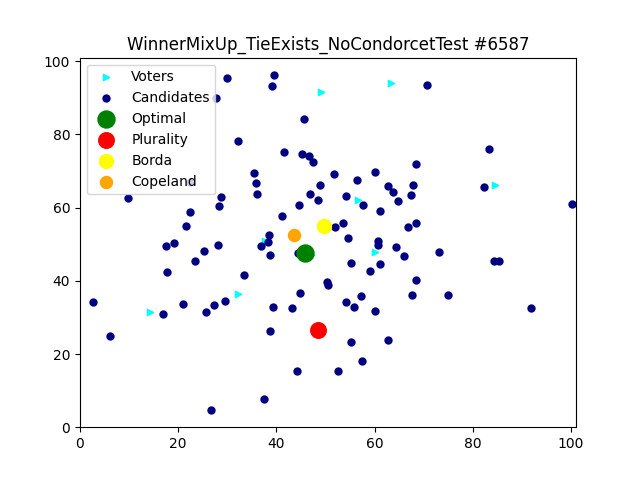 WinnerMixUp_TieExists_NoCondorcetTest #6587
Voters
Candidates
Optimal
Plurality
Borda
Copeland
100
80
60
40
20
0
0 20 40 60 80 100